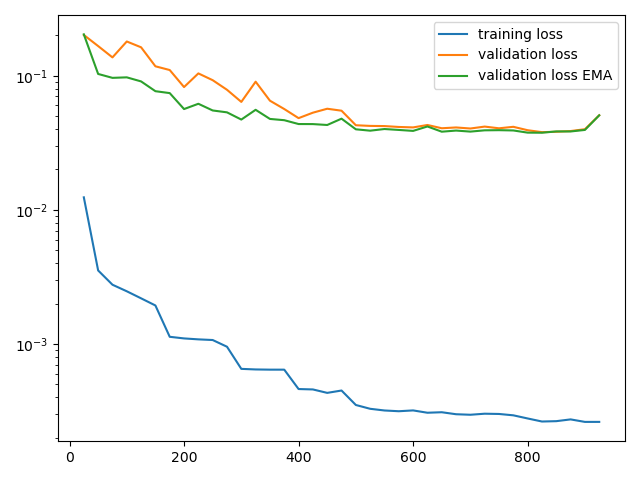 training loss
validation loss
validation loss EMA
10⁻¹
10⁻²
10⁻³
0 200 400 600 800